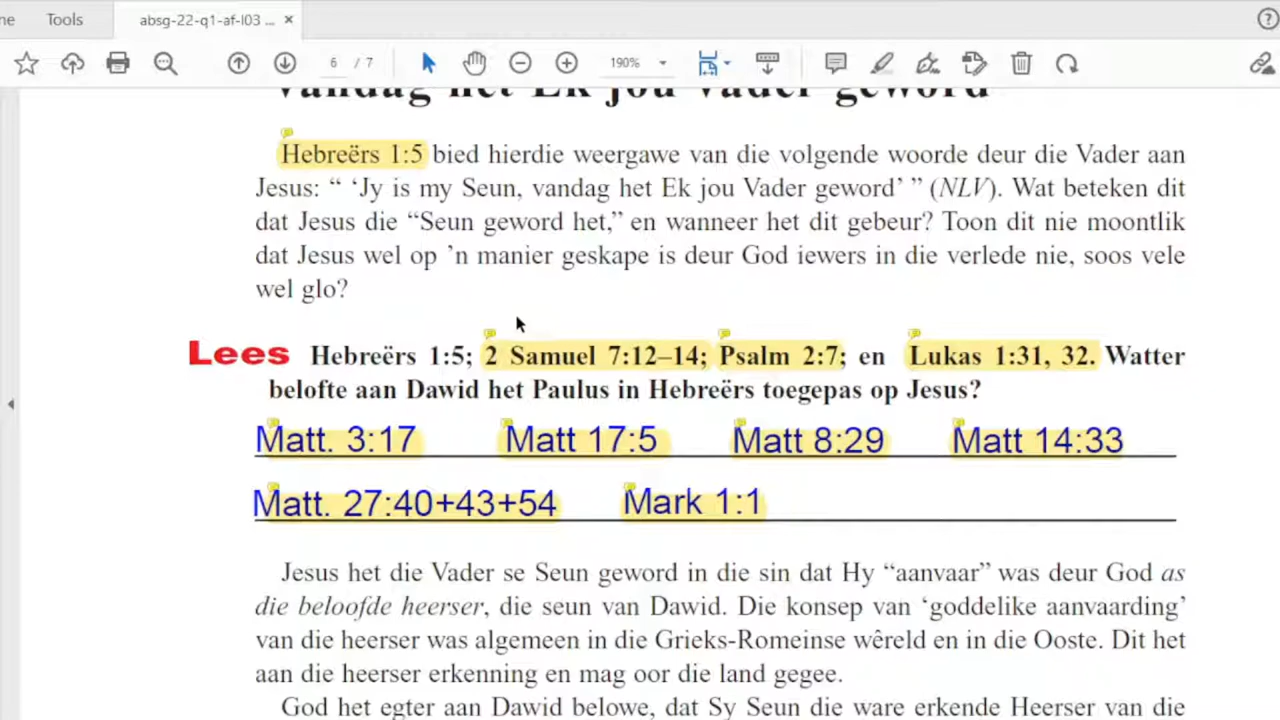 Tools absg-22-q1-af-l03 ... ×
6 / 7 190%
vandag het Ek jou Vader geword
Hebreërs 1:5 bied hierdie weergawe van die volgende woorde deur die Vader aan
Jesus: “ ‘Jy is my Seun, vandag het Ek jou Vader geword’ ” (NLV). Wat beteken dit
dat Jesus die “Seun geword het,” en wanneer het dit gebeur? Toon dit nie moontlik
dat Jesus wel op ’n manier geskape is deur God iewers in die verlede nie, soos vele
wel glo?
Lees Hebreërs 1:5; 2 Samuel 7:12–14; Psalm 2:7; en Lukas 1:31, 32. Watter
belofte aan Dawid het Paulus in Hebreërs toegepas op Jesus?
Matt. 3:17 Matt 17:5 Matt 8:29 Matt 14:33
Matt. 27:40+43+54 Mark 1:1
Jesus het die Vader se Seun geword in die sin dat Hy “aanvaar” was deur God as
die beloofde heerser, die seun van Dawid. Die konsep van ‘goddelike aanvaarding’
van die heerser was algemeen in die Grieks-Romeinse wêreld en in die Ooste. Dit het
aan die heerser erkenning en mag oor die land gegee.
God het egter aan Dawid belowe, dat Sy Seun die ware erkende Heerser van die